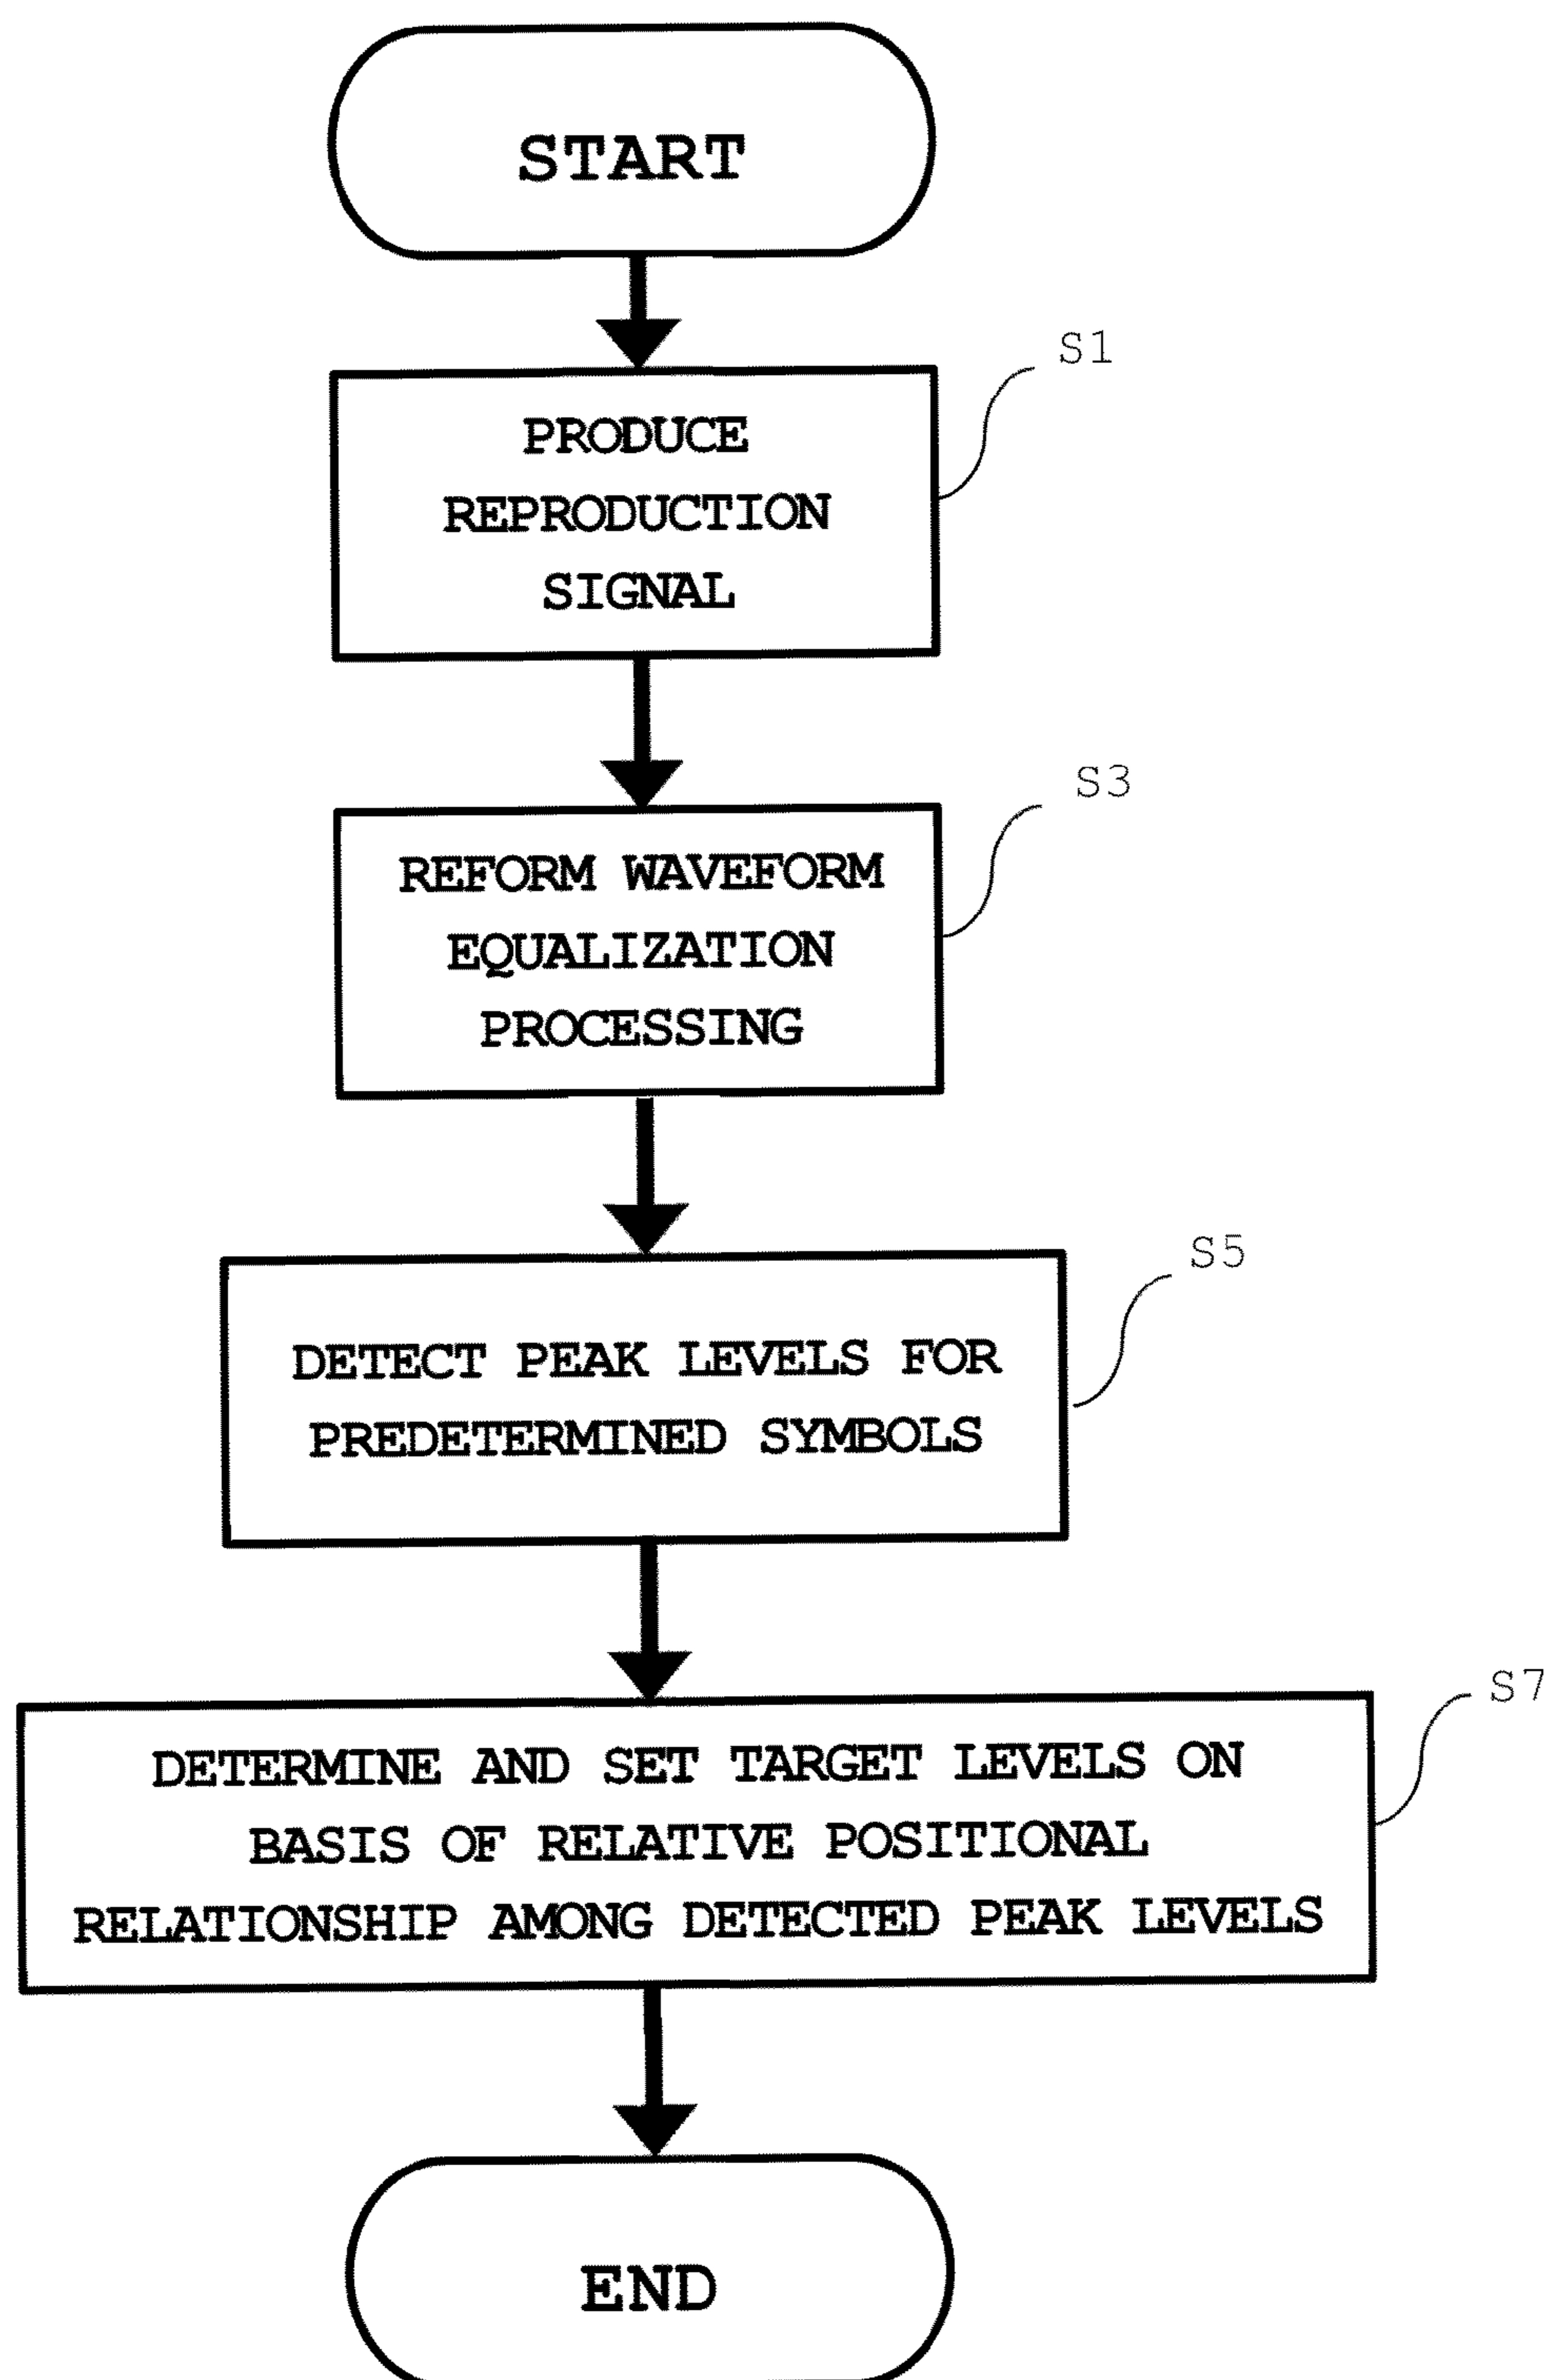 START
S1
PRODUCE
REPRODUCTION
SIGNAL
S3
REFORM WAVEFORM
EQUALIZATION
PROCESSING
S5
DETECT PEAK LEVELS FOR
PREDETERMINED SYMBOLS
S7
DETERMINE AND SET TARGET LEVELS ON
BASIS OF RELATIVE POSITIONAL
RELATIONSHIP AMONG DETECTED PEAK LEVELS
END